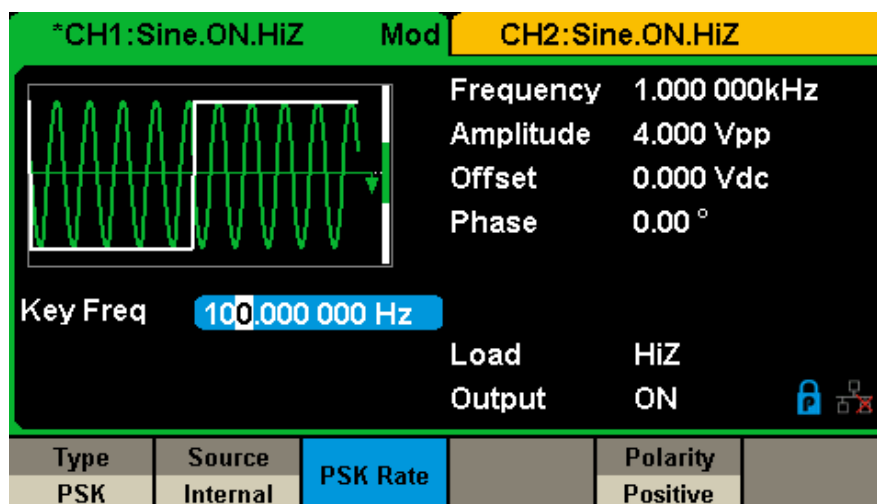 *CH1:Sine.ON.HiZ Mod CH2:Sine.ON.HiZ
Frequency 1.000 000kHz
Amplitude 4.000 Vpp
Offset 0.000 Vdc
Phase 0.00 °
Key Freq 100.000 000 Hz
Load HiZ
Output ON
P
Type Source PSK Rate Polarity
PSK Internal Positive